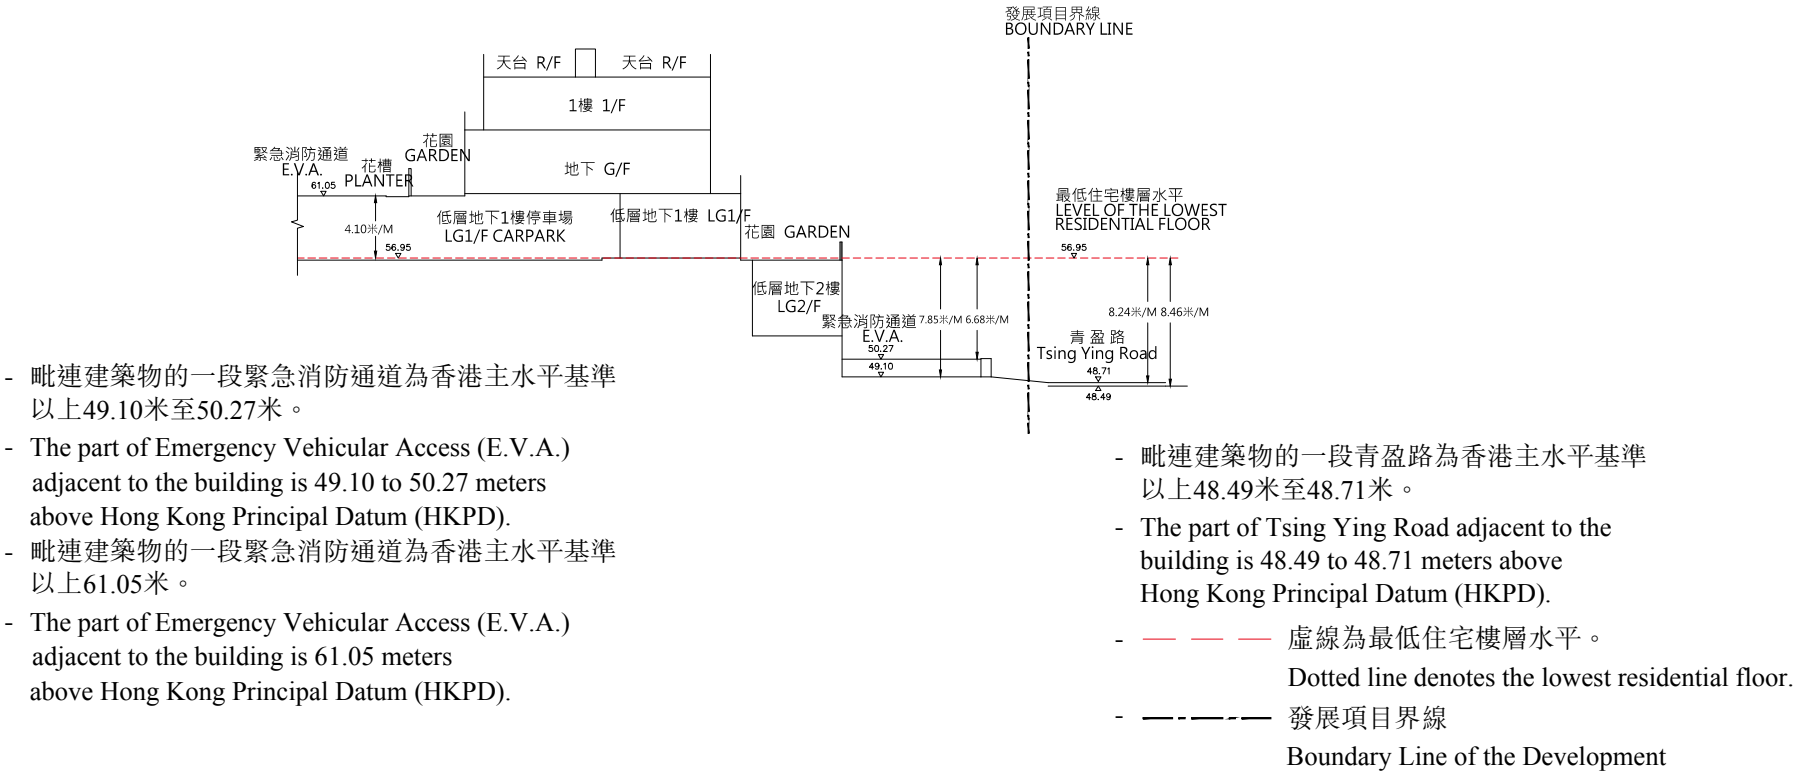 發展項目界線
BOUNDARY LINE
天台 R/F
天台 R/F
1樓 1/F
花園
GARDEN
緊急消防通道
E.V.A.
61.05
花槽
PLANTER
地下 G/F
最低住宅樓層水平
LEVEL OF THE LOWEST
RESIDENTIAL FLOOR
56.95
4.10米/M
低層地下1樓停車場
LG1/F CARPARK
56.95
低層地下1樓 LG1/F
花園 GARDEN
低層地下2樓
LG2/F
緊急消防通道
E.V.A.
50.27
49.10
7.85米/M
6.68米/M
8.24米/M
8.46米/M
青盈路
Tsing Ying Road
48.71
48.49
- 毗連建築物的一段緊急消防通道為香港主水平基準
以上49.10米至50.27米。
- The part of Emergency Vehicular Access (E.V.A.)
adjacent to the building is 49.10 to 50.27 meters
above Hong Kong Principal Datum (HKPD).
- 毗連建築物的一段緊急消防通道為香港主水平基準
以上61.05米。
- The part of Emergency Vehicular Access (E.V.A.)
adjacent to the building is 61.05 meters
above Hong Kong Principal Datum (HKPD).
- 毗連建築物的一段青盈路為香港主水平基準
以上48.49米至48.71米。
- The part of Tsing Ying Road adjacent to the
building is 48.49 to 48.71 meters above
Hong Kong Principal Datum (HKPD).
- 虛線為最低住宅樓層水平。
Dotted line denotes the lowest residential floor.
- 發展項目界線
Boundary Line of the Development